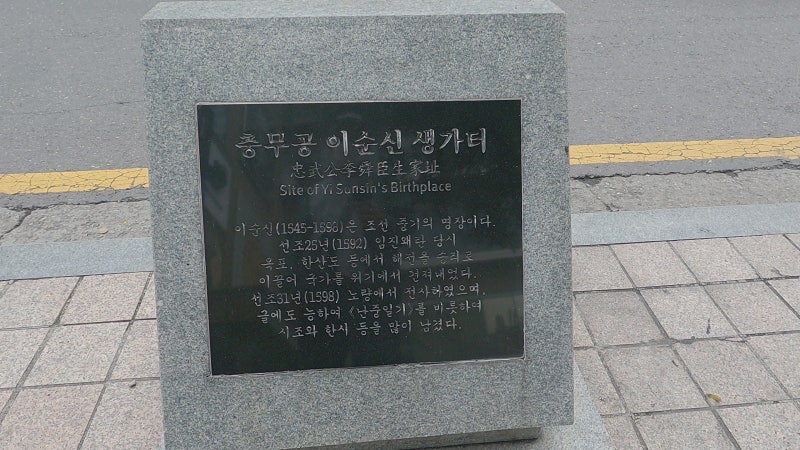 충무공 이순신 생가터
忠武公李舜臣生家址
Site of Yi Sunsin's Birthplace
이순신(1545-1598)은 조선 중기의 명장이다.
선조25년(1592) 임진왜란 당시
옥포, 한산도 등에서 해전을 승리로
이끌어 국가를 위기에서 건져내었다.
선조31년(1598) 노량에서 전사하였으며,
글에도 능하여 《난중일기》를 비롯하여
시조와 한시 등을 많이 남겼다.